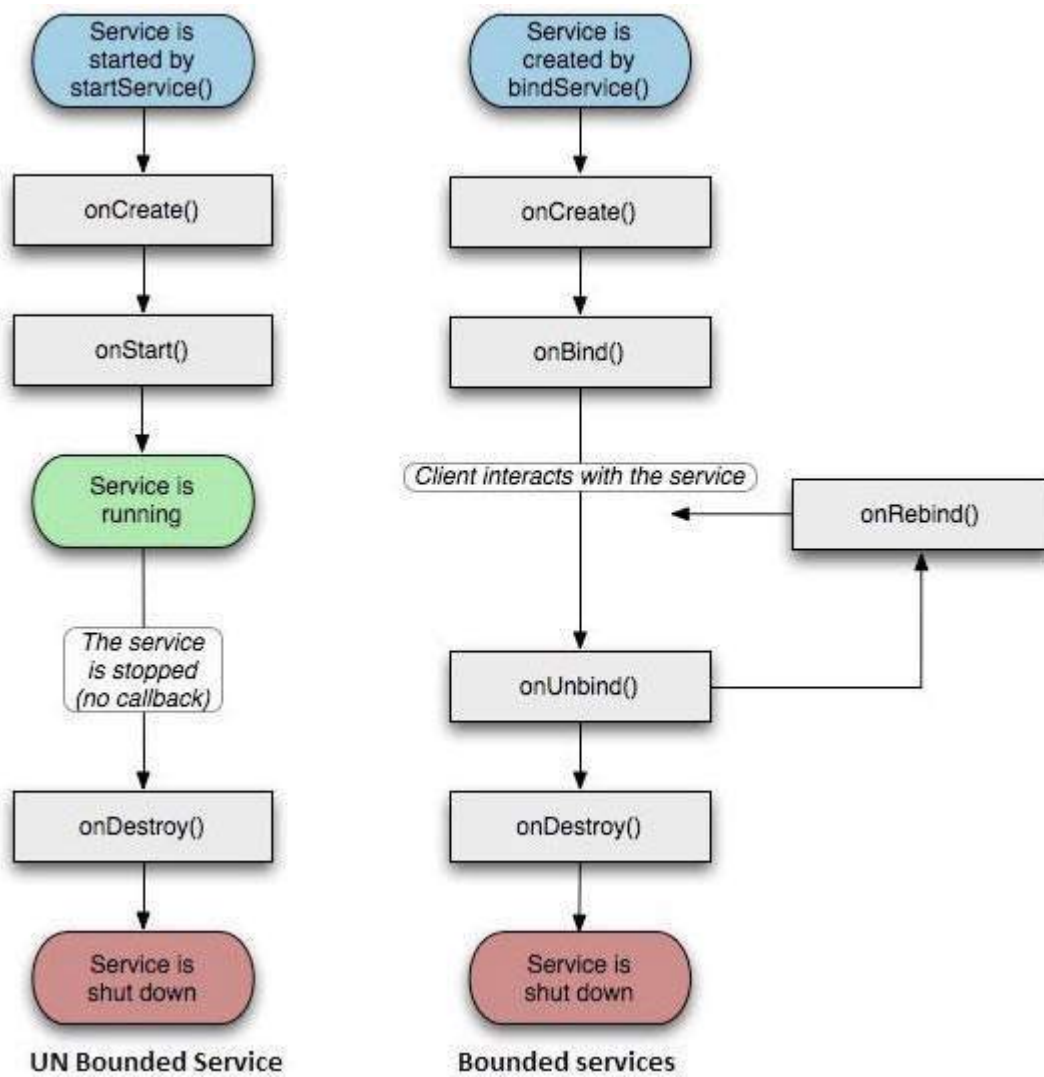 Service is
started by
startService()
onCreate()
onStart()
Service is
running
The service
is stopped
(no callback)
onDestroy()
Service is
shut down
UN Bounded Service
Service is
created by
bindService()
onCreate()
onBind()
Client interacts with the service
onRebind()
onUnbind()
onDestroy()
Service is
shut down
Bounded services